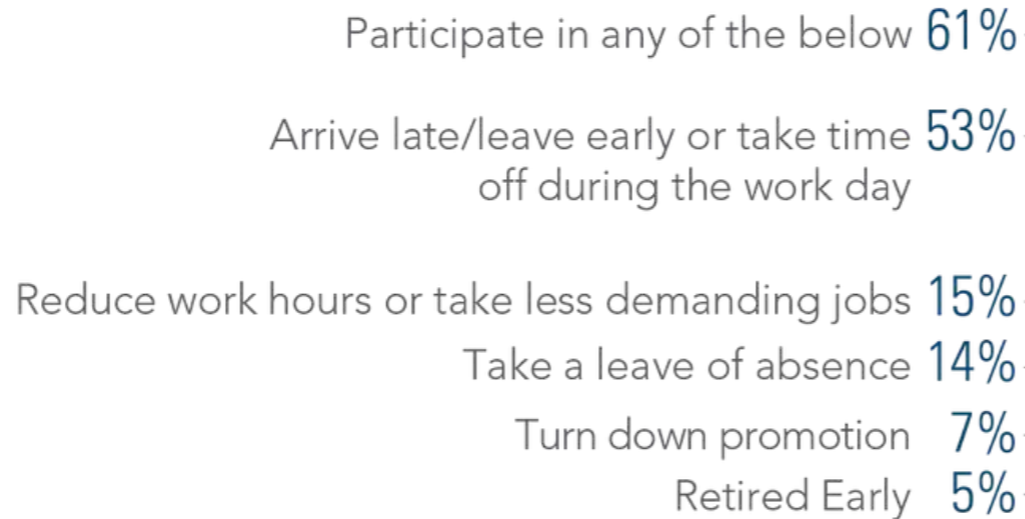 Participate in any of the below 61%
Arrive late/leave early or take time 53%
off during the work day
Reduce work hours or take less demanding jobs 15%
Take a leave of absence 14%
Turn down promotion 7%
Retired Early 5%